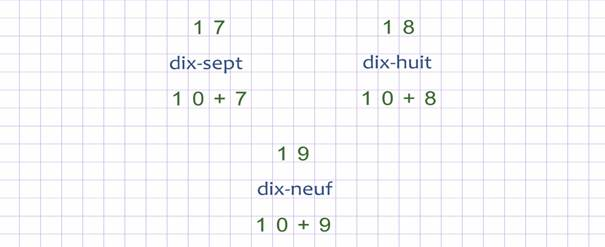 17 18
dix-sept dix-huit
10+7 10+8
19
dix-neuf
10+9